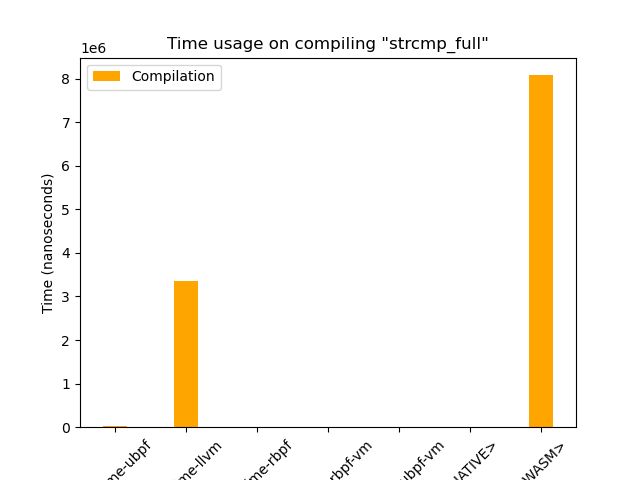 Time usage on compiling "strcmp_full"
1e6
Compilation
8
7
6
5
4
3
2
1
0
Time (nanoseconds)
me-ubpf
me-llvm
me-rbpf
rbpf-vm
ubpf-vm
NATIVE>
WASM>